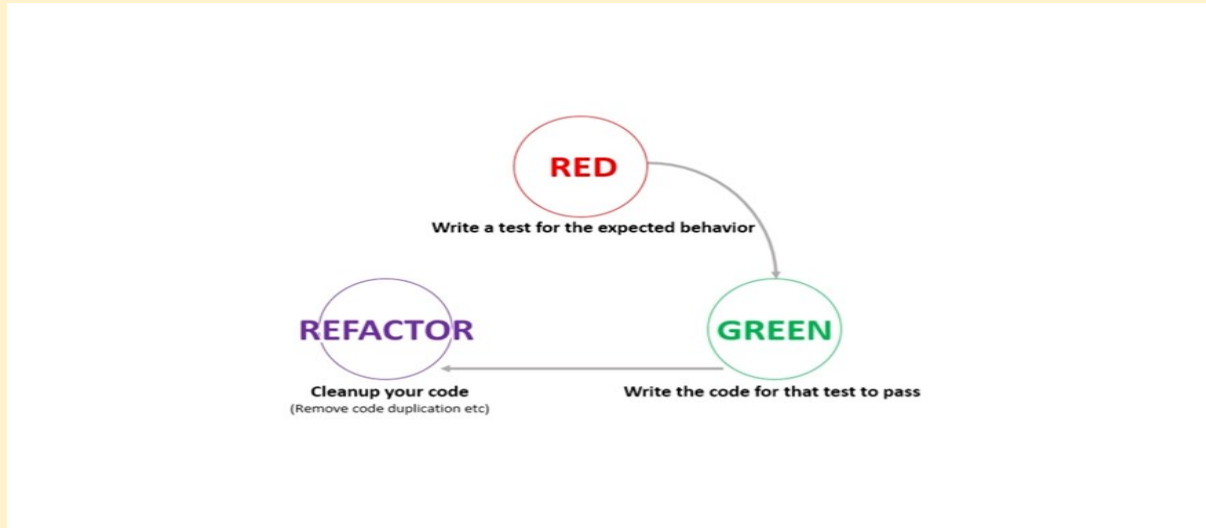 RED
Write a test for the expected behavior
REFACTOR
GREEN
Cleanup your code
(Remove code duplication etc)
Write the code for that test to pass